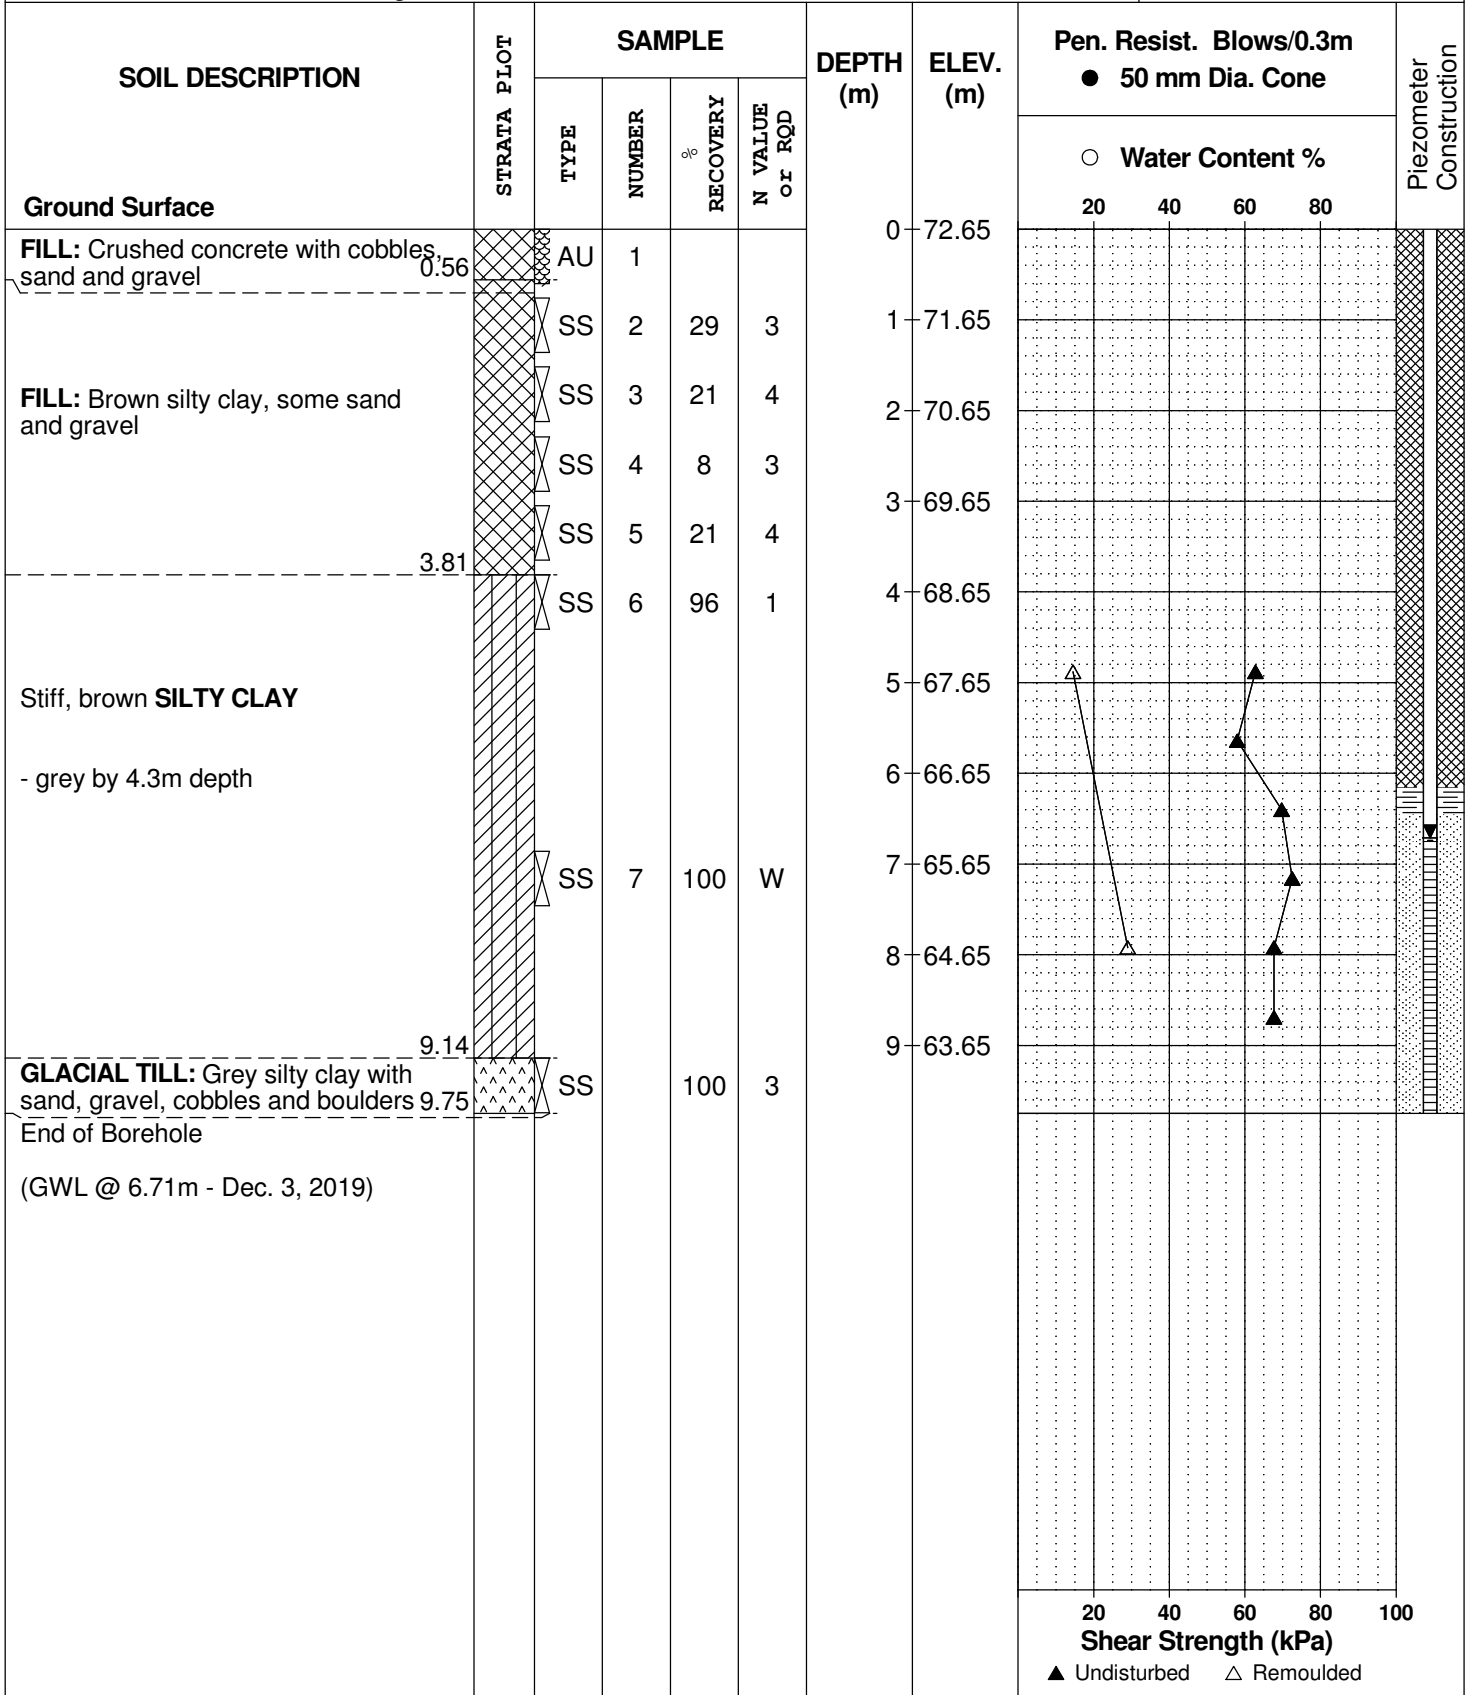 SOIL DESCRIPTION
Ground Surface
STRATA PLOT
SAMPLE
TYPE
NUMBER
% RECOVERY
N VALUE or RQD
DEPTH (m)
ELEV. (m)
Pen. Resist. Blows/0.3m
● 50 mm Dia. Cone
○ Water Content %
20 40 60 80
Piezometer Construction
FILL: Crushed concrete with cobbles,
sand and gravel 0.56
AU 1
0 72.65
SS 2 29 3
1 71.65
FILL: Brown silty clay, some sand
and gravel
SS 3 21 4
2 70.65
SS 4 8 3
3 69.65
SS 5 21 4
3.81
SS 6 96 1
4 68.65
Stiff, brown SILTY CLAY
5 67.65
- grey by 4.3m depth
6 66.65
SS 7 100 W
7 65.65
8 64.65
9.14
9 63.65
GLACIAL TILL: Grey silty clay with
sand, gravel, cobbles and boulders 9.75
SS 100 3
End of Borehole
(GWL @ 6.71m - Dec. 3, 2019)
20 40 60 80 100
Shear Strength (kPa)
▲ Undisturbed △ Remoulded